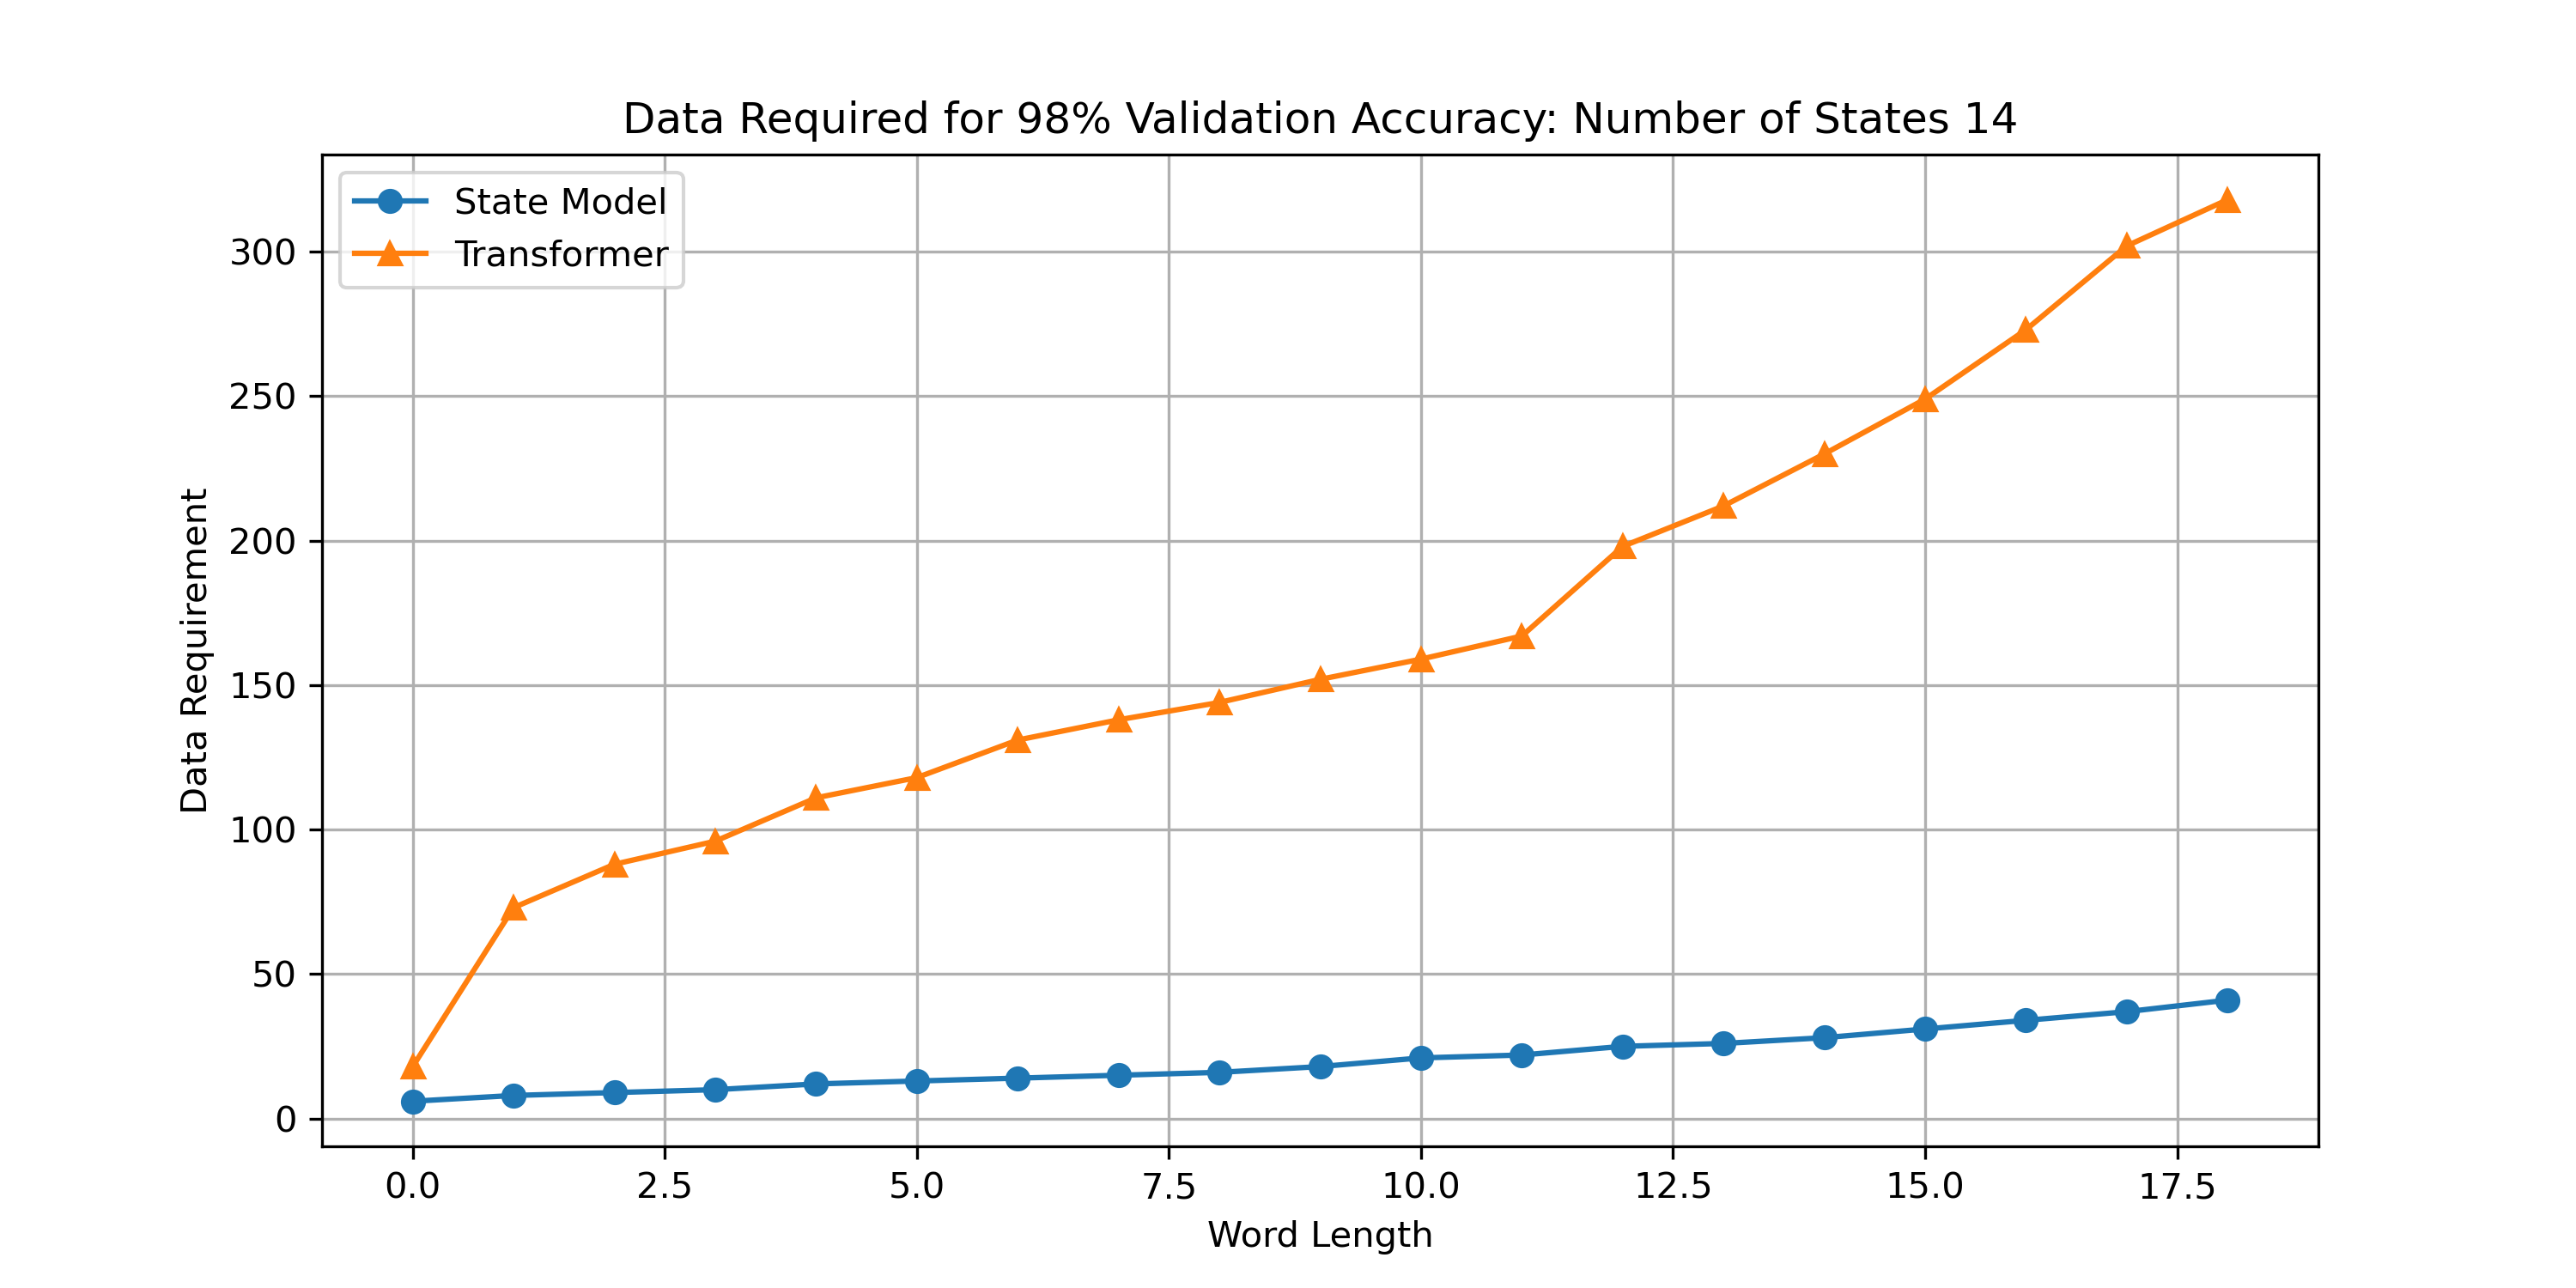 Data Required for 98% Validation Accuracy: Number of States 14
State Model
Transformer
300
250
200
150
100
50
0
Data Requirement
0.0 2.5 5.0 7.5 10.0 12.5 15.0 17.5
Word Length